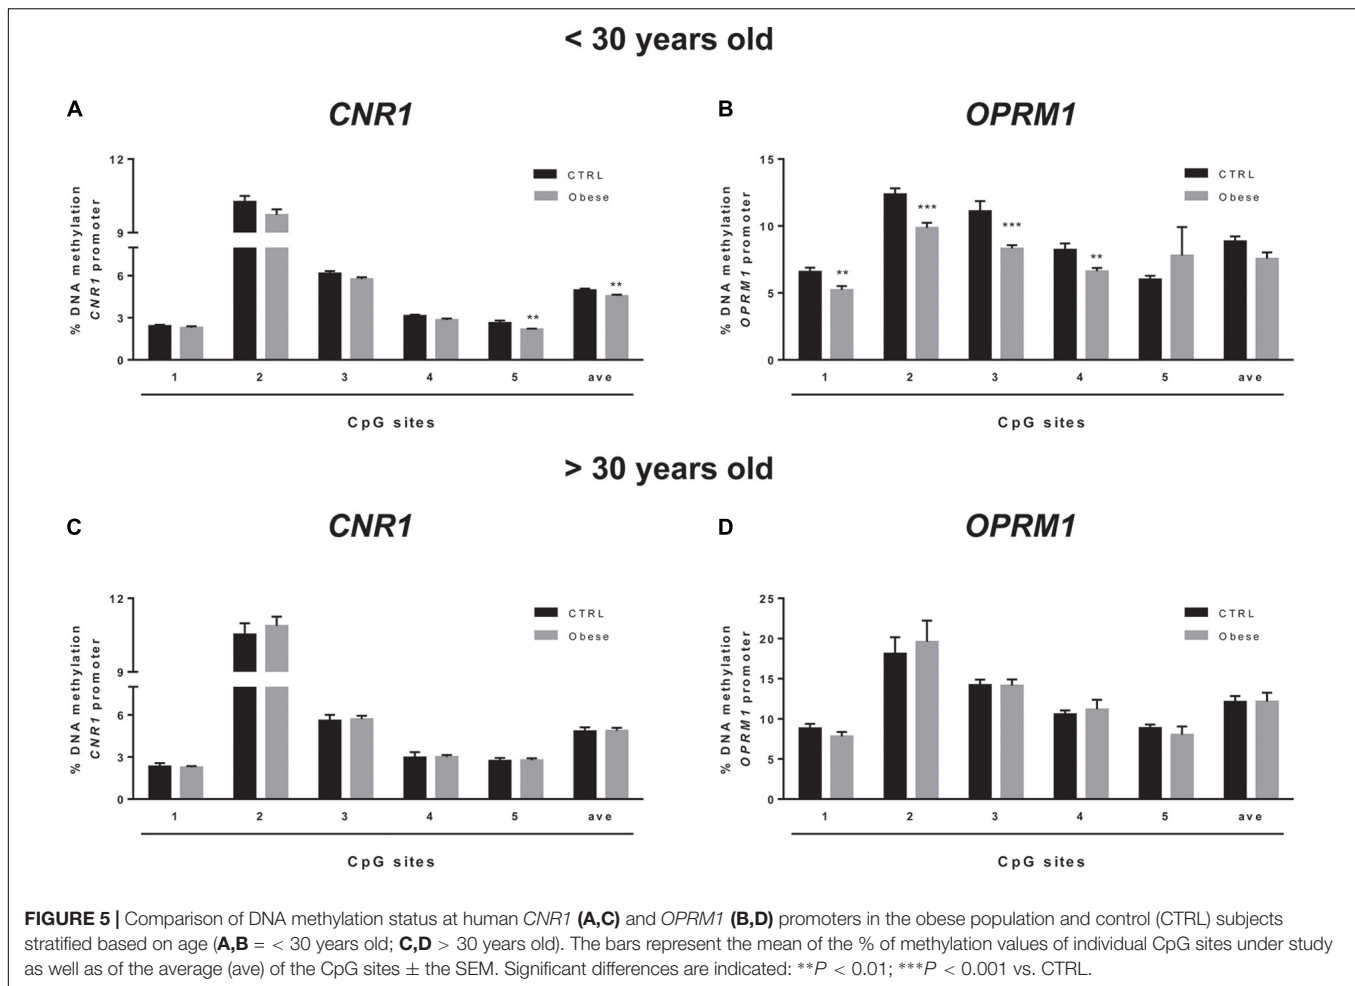 < 30 years old
A
CNR1
% DNA methylation
CNR1 promoter
12
9
6
3
0
CTRL
Obese
**
**
1 2 3 4 5 ave
CpG sites
B
OPRM1
% DNA methylation
OPRM1 promoter
15
10
5
0
CTRL
Obese
**
***
***
**
1 2 3 4 5 ave
CpG sites
> 30 years old
C
CNR1
% DNA methylation
CNR1 promoter
12
9
6
3
0
CTRL
Obese
1 2 3 4 5 ave
CpG sites
D
OPRM1
% DNA methylation
OPRM1 promoter
25
20
15
10
5
0
CTRL
Obese
1 2 3 4 5 ave
CpG sites
FIGURE 5 | Comparison of DNA methylation status at human CNR1 (A,C) and OPRM1 (B,D) promoters in the obese population and control (CTRL) subjects
stratified based on age (A,B = < 30 years old; C,D > 30 years old). The bars represent the mean of the % of methylation values of individual CpG sites under study
as well as of the average (ave) of the CpG sites ± the SEM. Significant differences are indicated: **P < 0.01; ***P < 0.001 vs. CTRL.